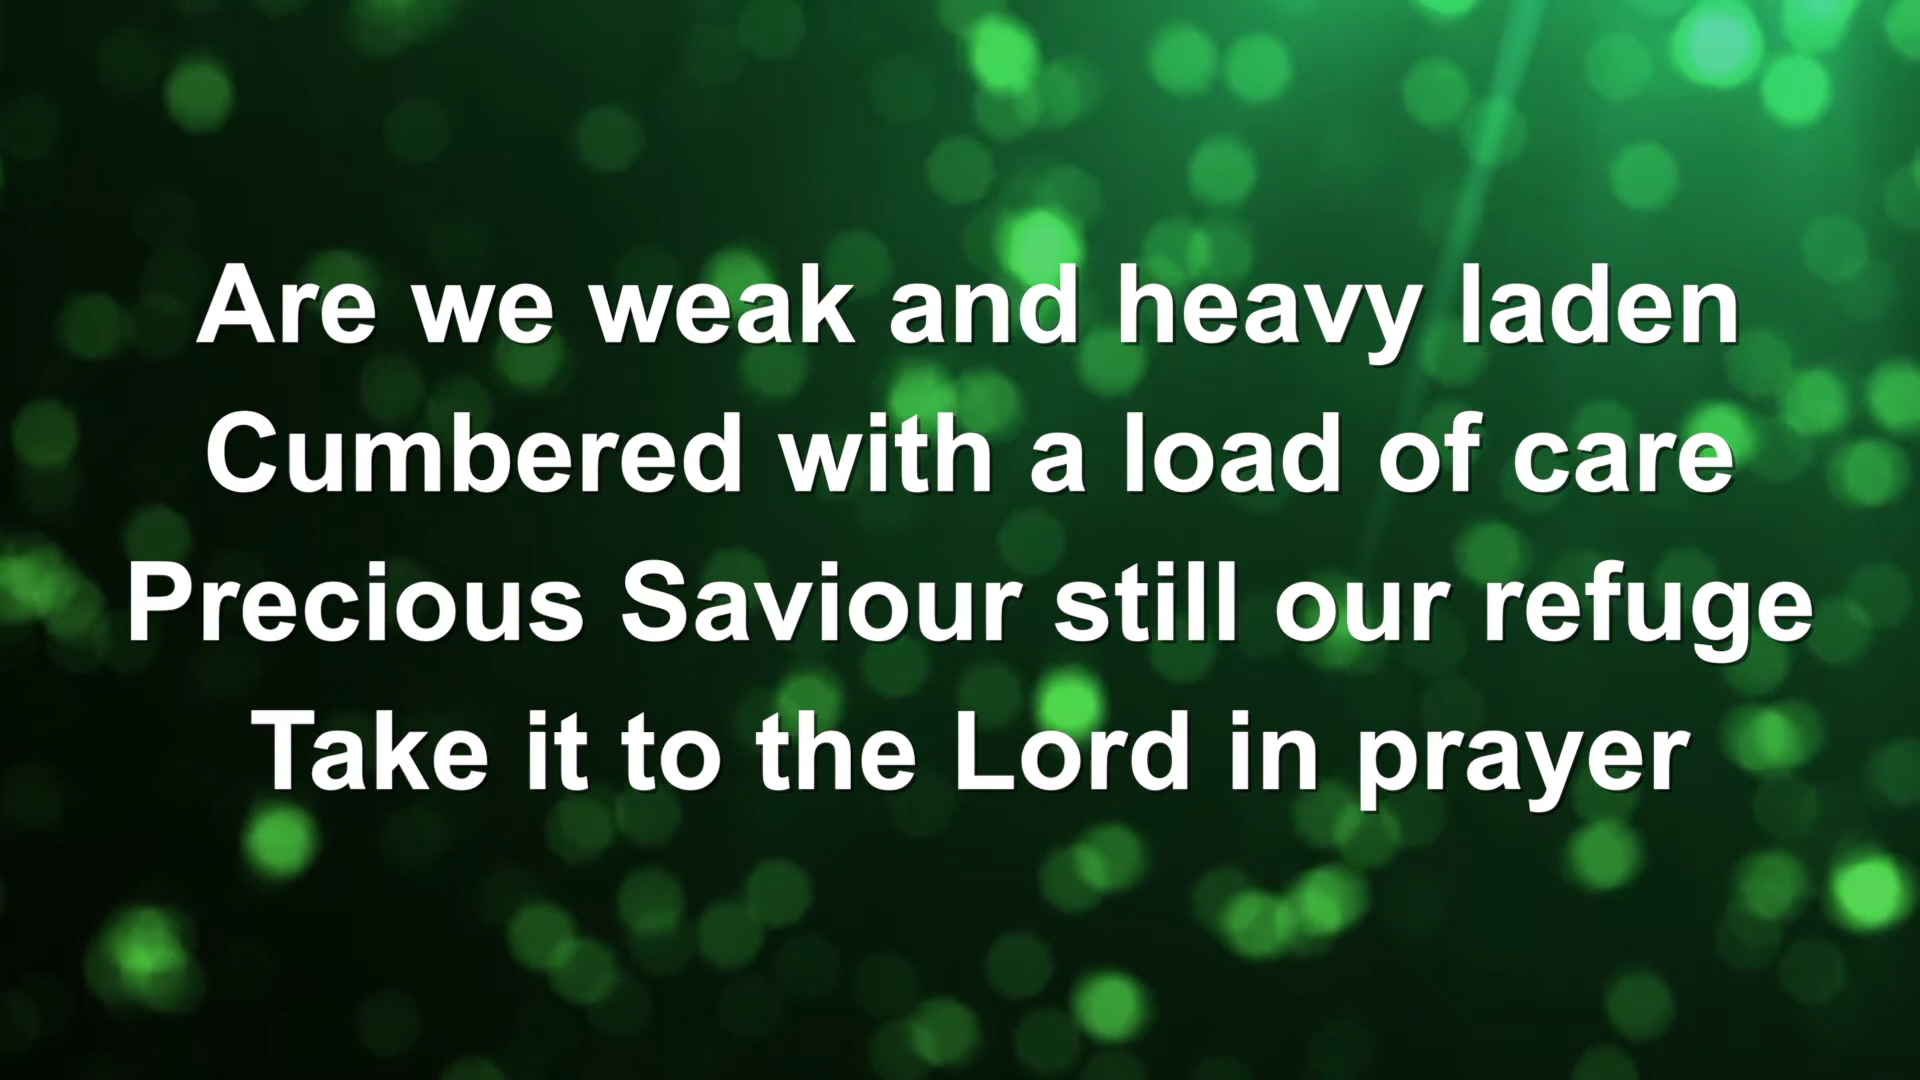 Are we weak and heavy laden
Cumbered with a load of care
Precious Saviour still our refuge
Take it to the Lord in prayer